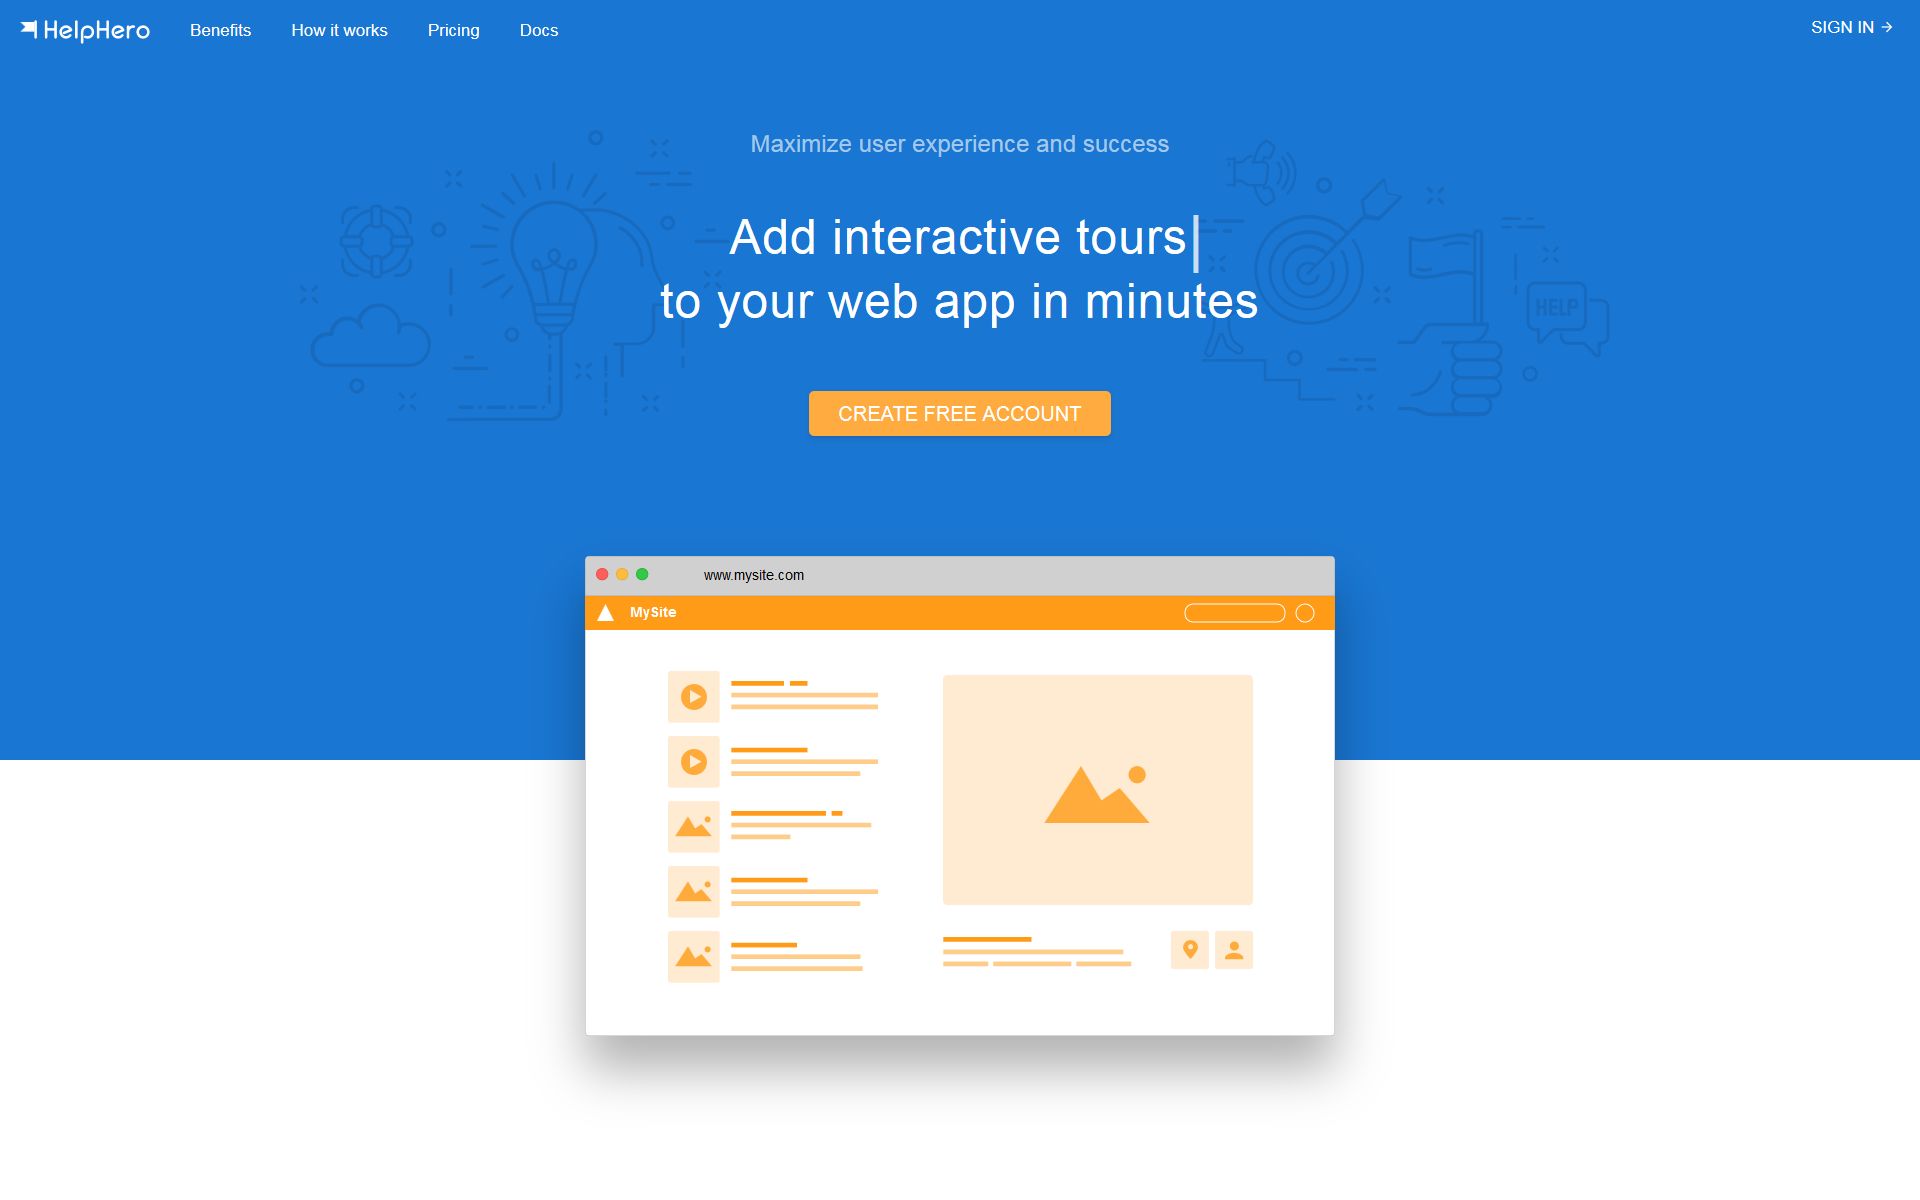 HelpHero
Benefits
How it works
Pricing
Docs
SIGN IN →
Maximize user experience and success
Add interactive tours
to your web app in minutes
HELP
CREATE FREE ACCOUNT
www.mysite.com
MySite